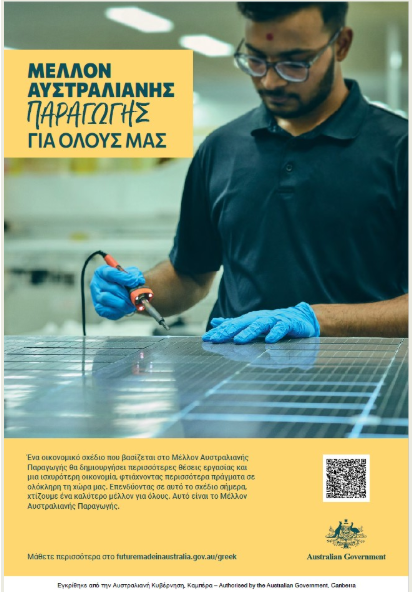 ΜΕΛΛΟΝ
ΑΥΣΤΡΑΛΙΑΝΗΣ
ΠΑΡΑΓΩΓΗΣ
ΓΙΑ ΟΛΟΥΣ ΜΑΣ
Ένα οικονομικό σχέδιο που βασίζεται στο Μέλλον Αυστραλιανής
Παραγωγής θα δημιουργήσει περισσότερες θέσεις εργασίας και
μια ισχυρότερη οικονομία, φτιάχνοντας περισσότερα πράγματα σε
ολόκληρη τη χώρα μας. Επενδύοντας σε αυτό το σχέδιο σήμερα,
χτίζουμε ένα καλύτερο μέλλον για όλους. Αυτό είναι το Μέλλον
Αυστραλιανής Παραγωγής.
Μάθετε περισσότερα στο futuremadeinaustralia.gov.au/greek
Australian Government
Εγκρίθηκε από την Αυστραλιανή Κυβέρνηση, Καμπέρα – Authorised by the Australian Government, Canberra